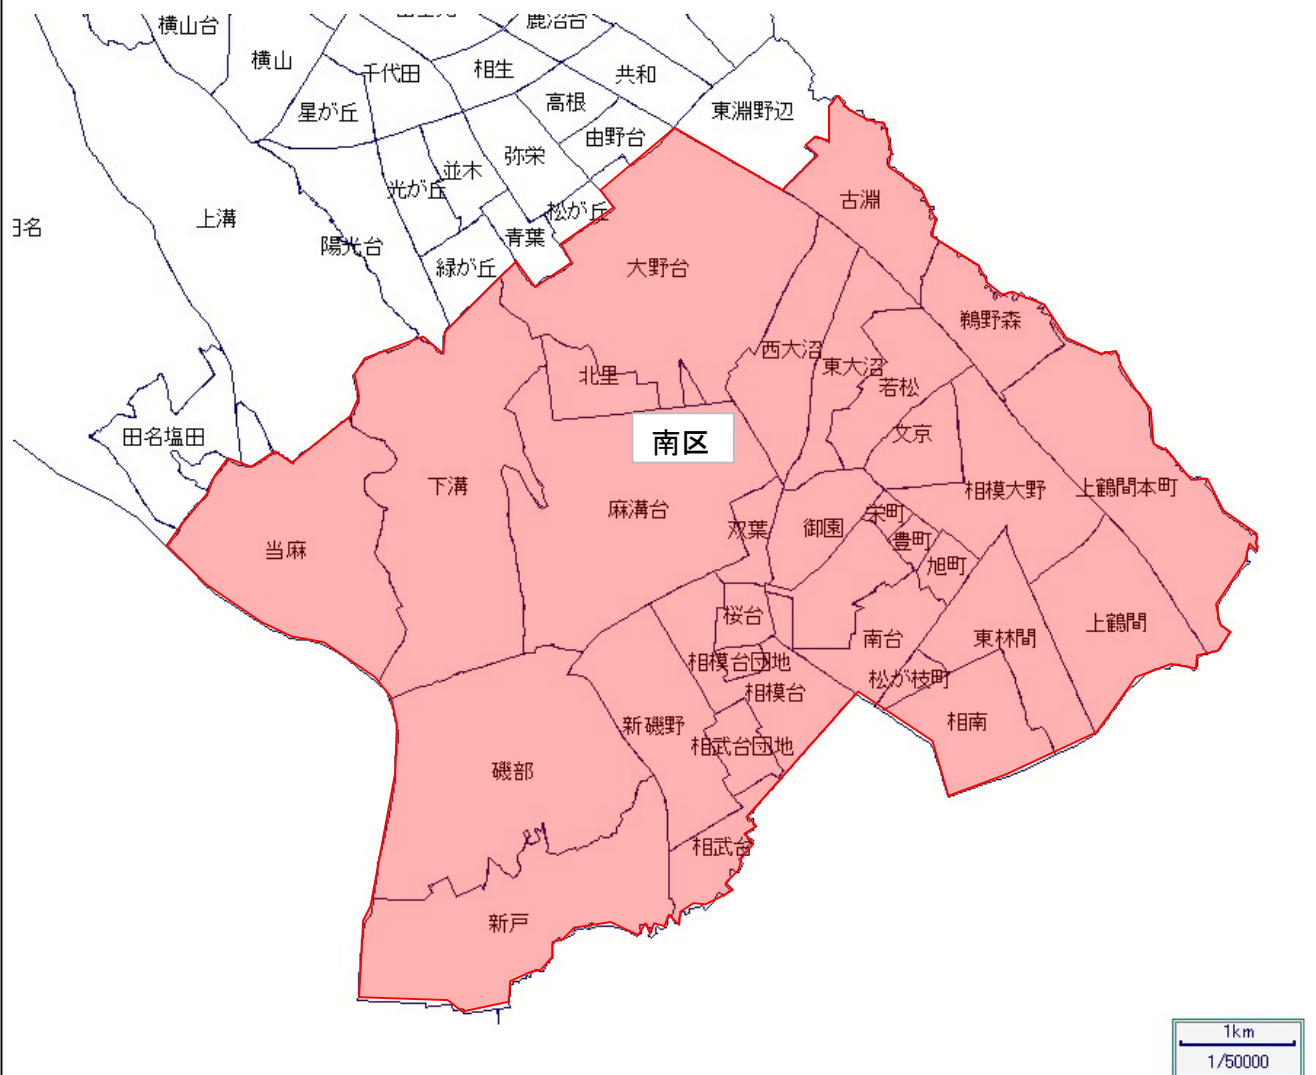 横山台
鹿沼台
横山
千代田
相生
共和
星が丘
高根
東淵野辺
由野台
弥栄
並木
光が丘
古淵
松が丘
上溝
青葉
陽光台
緑が丘
大野台
鵜野森
西大沼
東大沼
北里
若松
文京
田名塩田
南区
下溝
相模大野
上鶴間本町
麻溝台
双葉
御園
栄町
豊町
当麻
旭町
桜台
上鶴間
南台
東林間
相模台団地
松が枝町
相模台
相南
新磯野
相武台団地
磯部
相武台
新戸
1km
1/50000